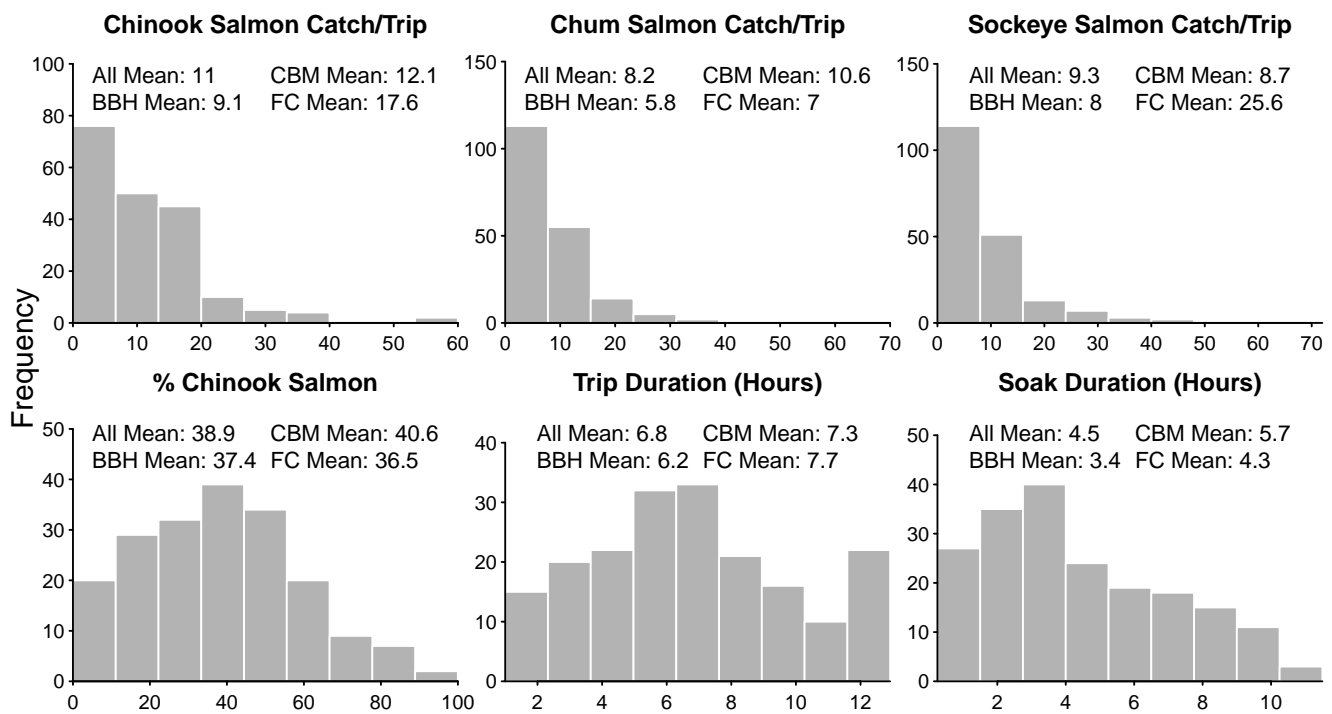 Chinook Salmon Catch/Trip
All Mean: 11 CBM Mean: 12.1
BBH Mean: 9.1 FC Mean: 17.6
100
80
60
40
20
0
0 10 20 30 40 50 60
Chum Salmon Catch/Trip
All Mean: 8.2 CBM Mean: 10.6
BBH Mean: 5.8 FC Mean: 7
150
100
50
0
0 10 20 30 40 50 60 70
Sockeye Salmon Catch/Trip
All Mean: 9.3 CBM Mean: 8.7
BBH Mean: 8 FC Mean: 25.6
150
100
50
0
0 10 20 30 40 50 60 70
Frequency
% Chinook Salmon
All Mean: 38.9 CBM Mean: 40.6
BBH Mean: 37.4 FC Mean: 36.5
50
40
30
20
10
0
0 20 40 60 80 100
Trip Duration (Hours)
All Mean: 6.8 CBM Mean: 7.3
BBH Mean: 6.2 FC Mean: 7.7
40
30
20
10
0
2 4 6 8 10 12
Soak Duration (Hours)
All Mean: 4.5 CBM Mean: 5.7
BBH Mean: 3.4 FC Mean: 4.3
50
40
30
20
10
0
2 4 6 8 10